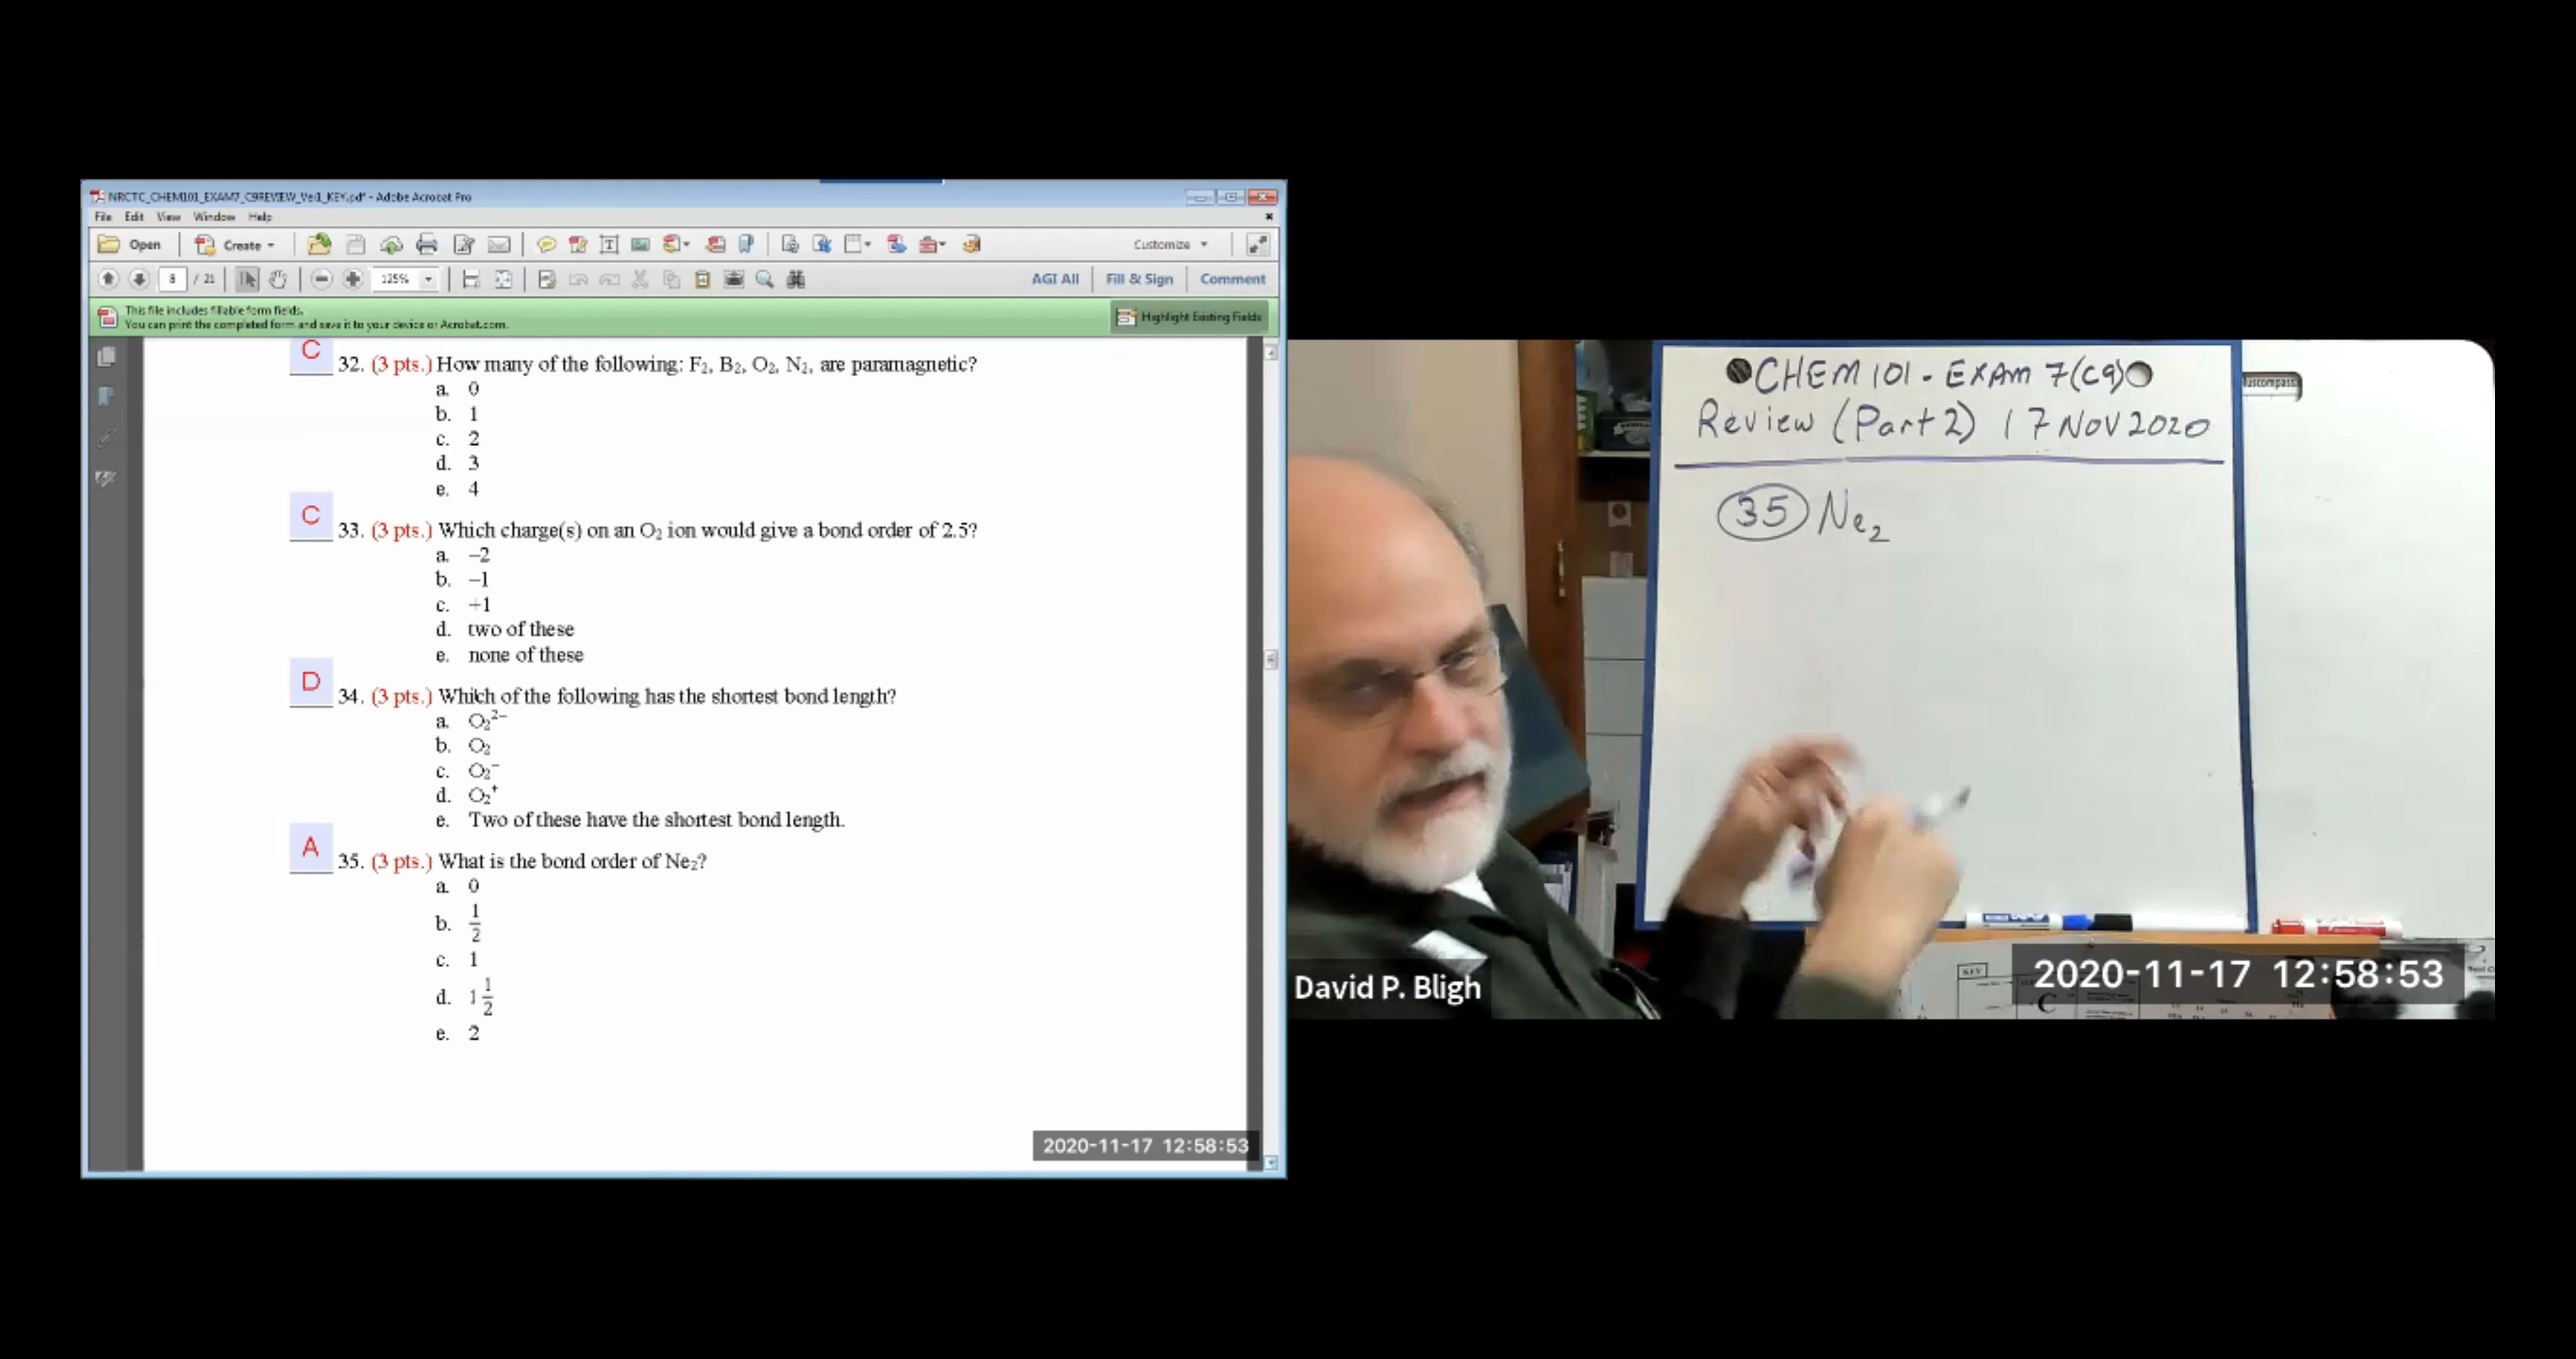 NRCTC_CHEM101_EXAM7_C9REVIEW_Ver1_KEY.pdf* - Adobe Acrobat Pro
File Edit View Window Help
Open Create Customize
8 / 21 125% AGI All Fill & Sign Comment
This file includes fillable form fields.
You can print the completed form and save it to your device or Acrobat.com.
Highlight Existing Fields
C 32. (3 pts.) How many of the following: F₂, B₂, O₂, N₂, are paramagnetic?
a. 0
b. 1
c. 2
d. 3
e. 4
C 33. (3 pts.) Which charge(s) on an O₂ ion would give a bond order of 2.5?
a. –2
b. –1
c. +1
d. two of these
e. none of these
D 34. (3 pts.) Which of the following has the shortest bond length?
a. O₂²⁻
b. O₂
c. O₂⁻
d. O₂⁺
e. Two of these have the shortest bond length.
A 35. (3 pts.) What is the bond order of Ne₂?
a. 0
b. 1/2
c. 1
d. 1 1/2
e. 2
2020-11-17 12:58:53
CHEM 101 - EXAM 7(C9)
Review (Part 2) 17 NOV 2020
35 Ne₂
David P. Bligh
KEY
C
2020-11-17 12:58:53